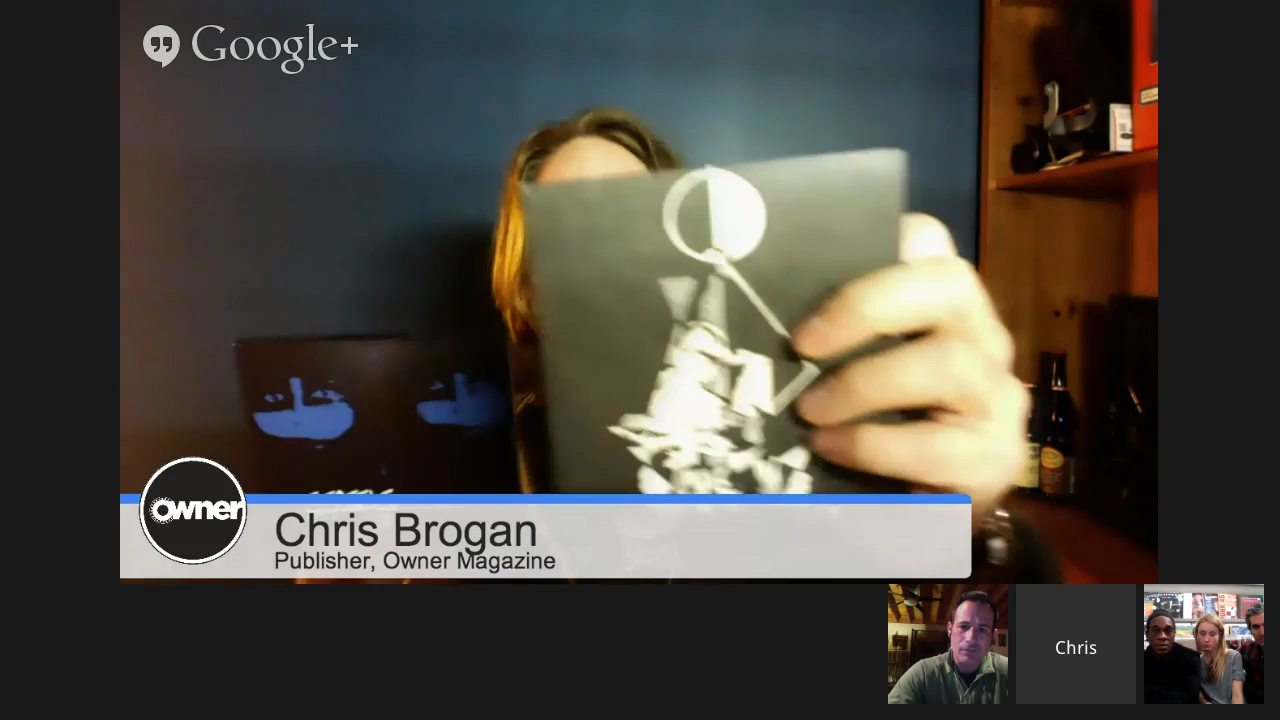 Google+
owner
Chris Brogan
Publisher, Owner Magazine
Chris